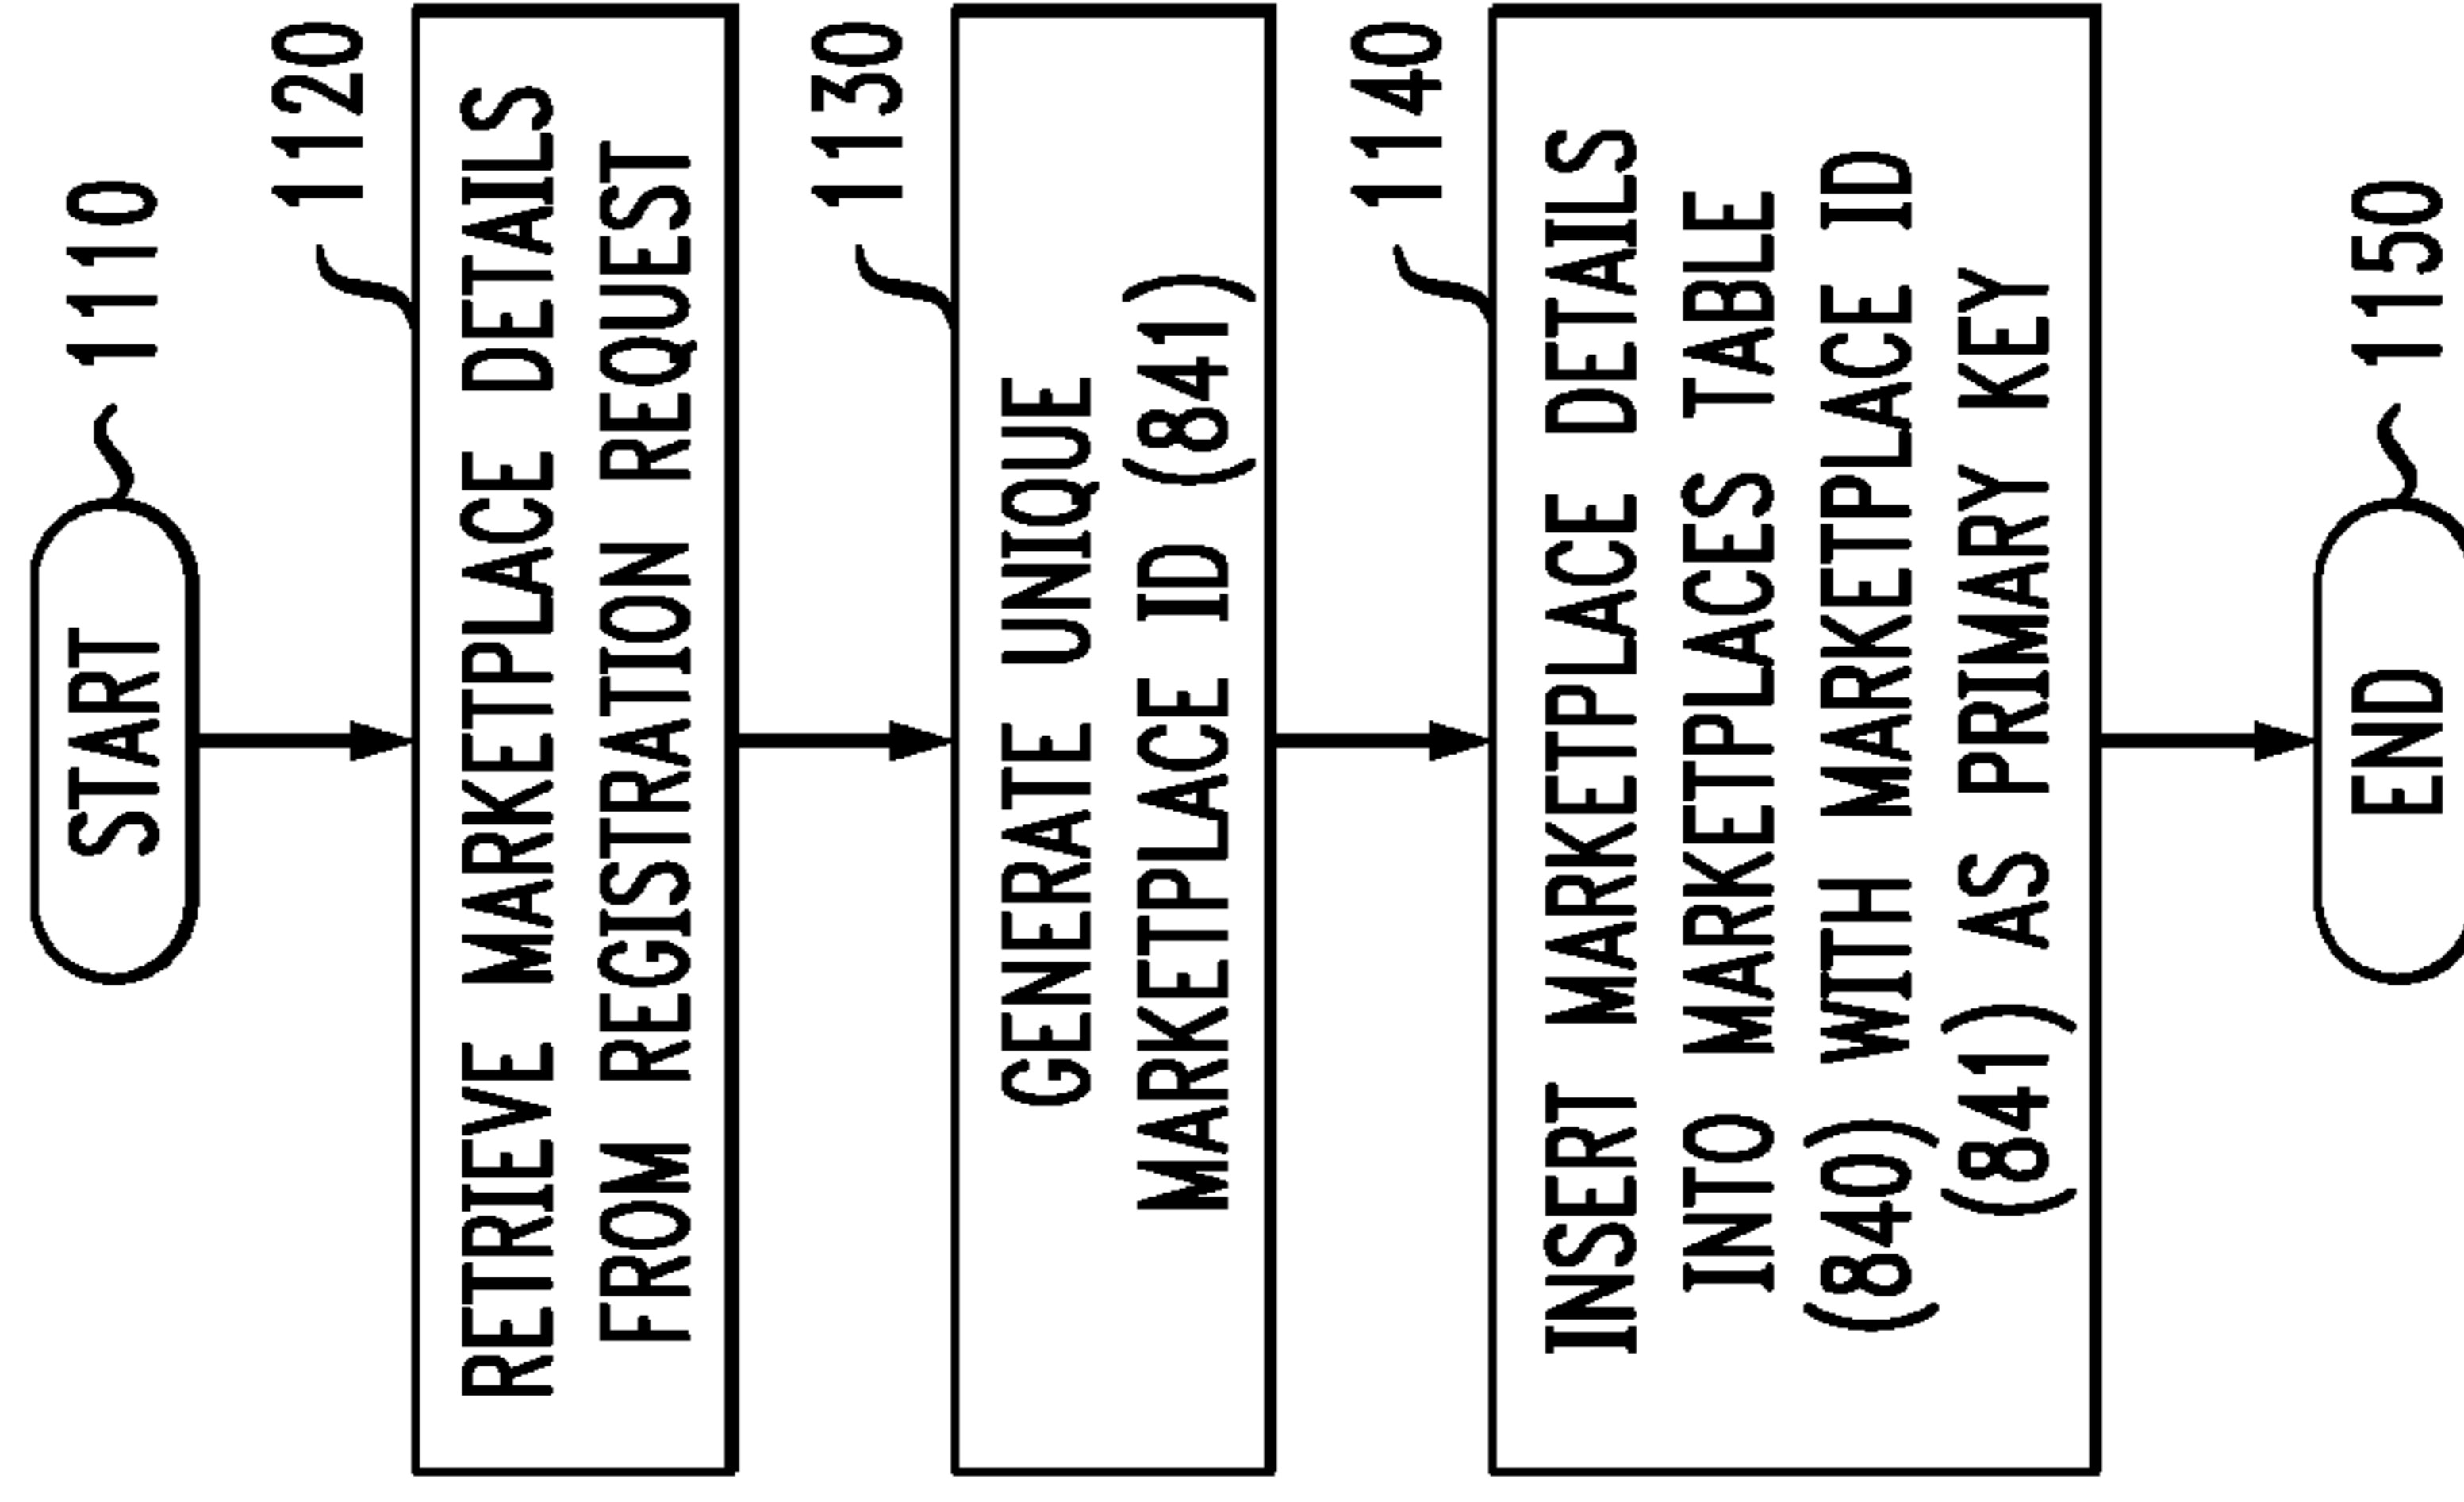 START
1110
1120
RETRIEVE MARKETPLACE DETAILS
FROM REGISTRATION REQUEST
1130
GENERATE UNIQUE
MARKETPLACE ID (841)
1140
INSERT MARKETPLACE DETAILS
INTO MARKETPLACES TABLE
(840) WITH MARKETPLACE ID
(841) AS PRIMARY KEY
END
1150